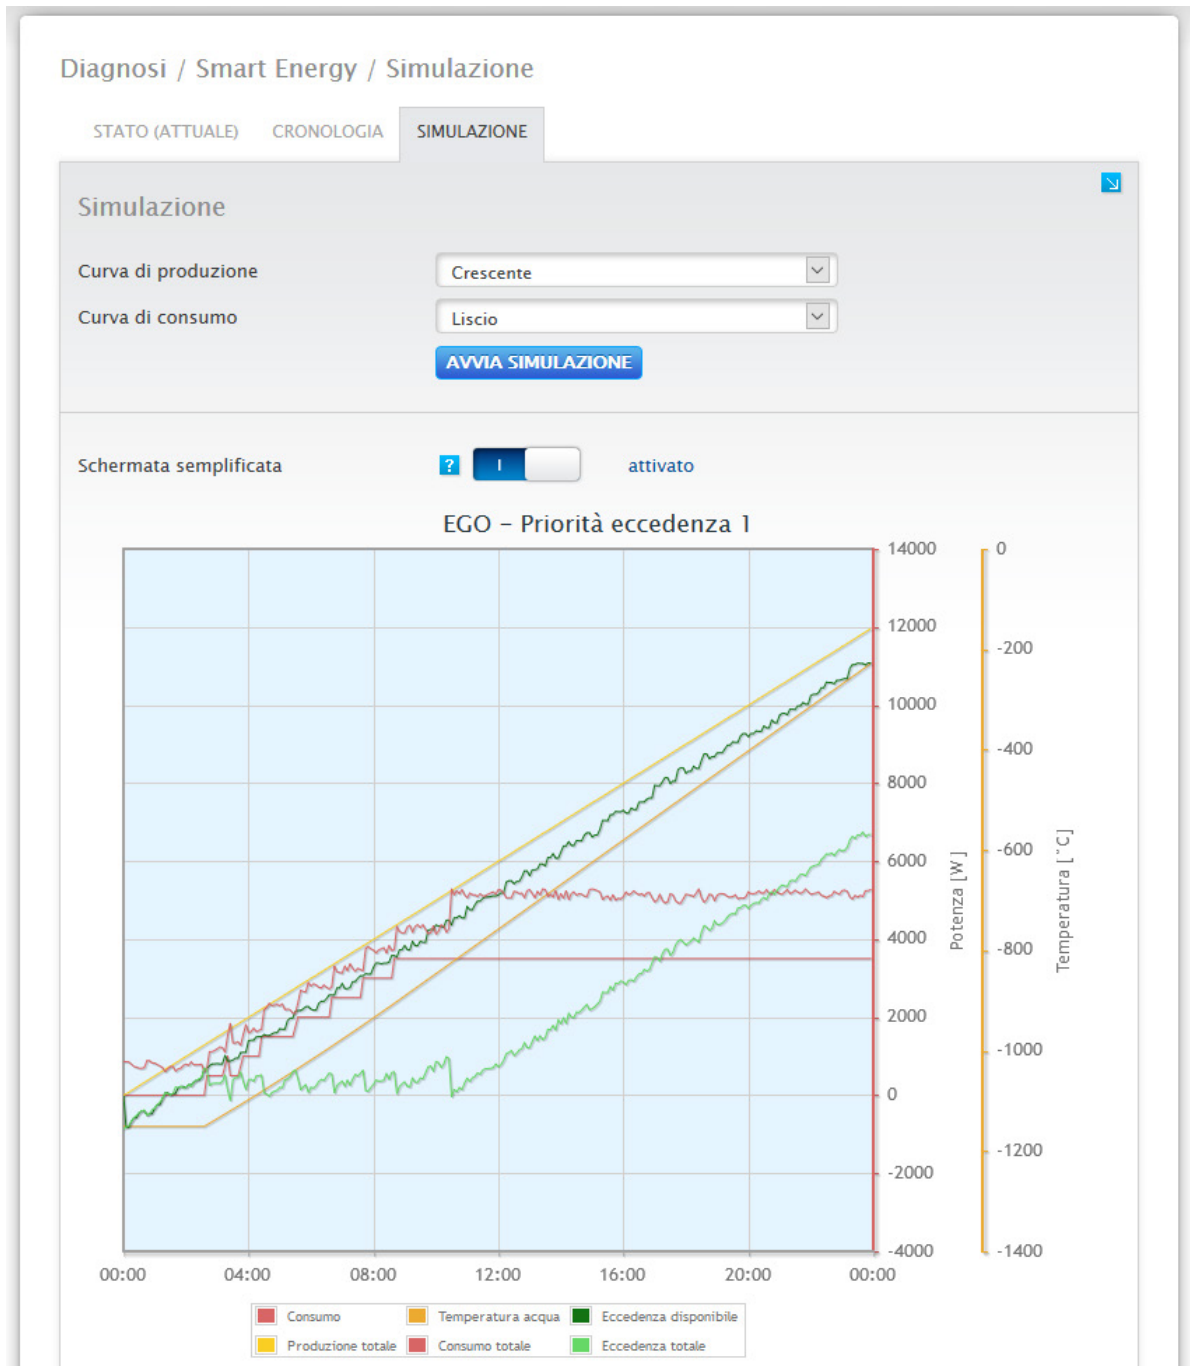 Diagnosi / Smart Energy / Simulazione
STATO (ATTUALE) CRONOLOGIA SIMULAZIONE
Simulazione
Curva di produzione Crescente
Curva di consumo Liscio
AVVIA SIMULAZIONE
Schermata semplificata ? I attivato
EGO – Priorità eccedenza 1
14000 0
12000
-200
10000
-400
8000
6000
-600
4000
-800
2000
-1000
0
-1200
-2000
-4000 -1400
Potenza [W]
Temperatura [°C]
00:00 04:00 08:00 12:00 16:00 20:00 00:00
Consumo Temperatura acqua Eccedenza disponibile
Produzione totale Consumo totale Eccedenza totale